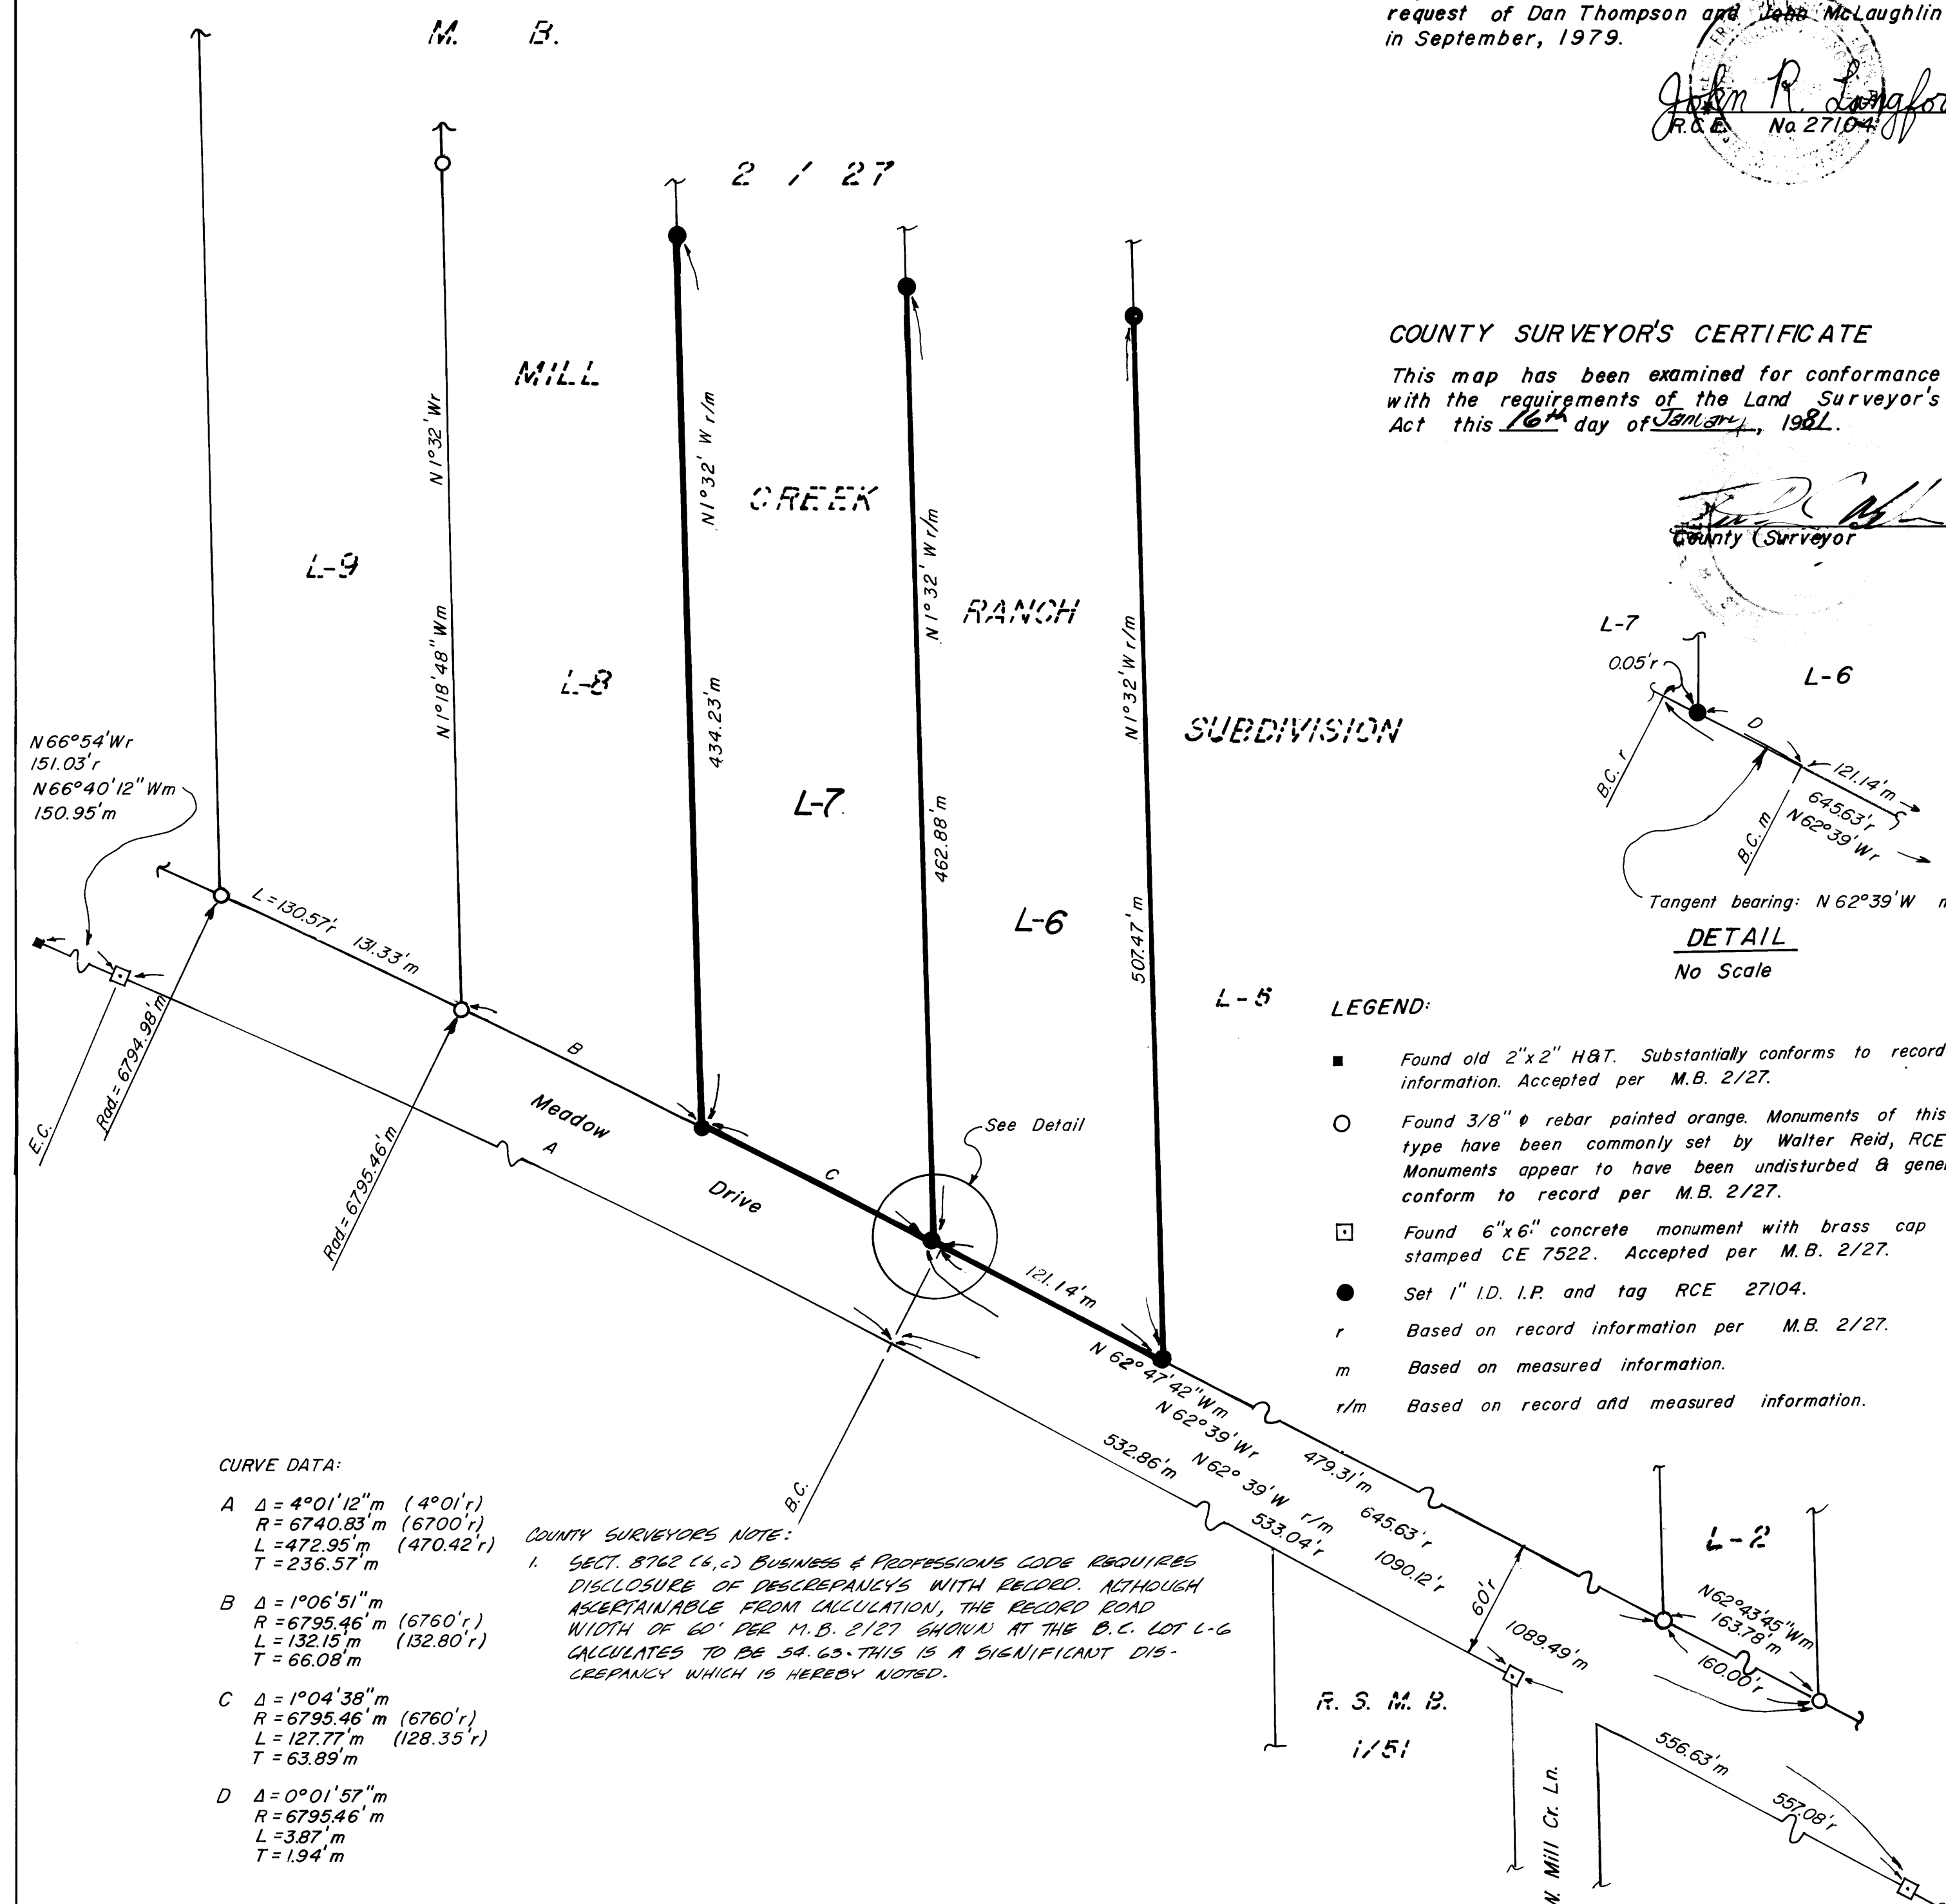 request of Dan Thompson and John McLaughlin
in September, 1979.
John R. Langfor
R.C.E. No. 27104
M. B.
2 / 27
MILL
CREEK
RANCH
SUBDIVISION
COUNTY SURVEYOR'S CERTIFICATE
This map has been examined for conformance
with the requirements of the Land Surveyor's
Act this 16th day of January, 1981.
County Surveyor
N1°32'Wr
N1°18'48"Wm
N1°32' W r/m
434.23'm
N1°32' W r/m
462.88'm
N1°32'W r/m
507.47'm
L-9
L-8
L-7
L-6
L-5
N66°54'Wr
151.03'r
N66°40'12"Wm
150.95'm
L=130.57'r 131.33'm
E.C.
Rad.=6794.98'm
Rad=6795.46'm
B
A
C
Meadow
Drive
See Detail
121.14'm
B.C.
L-7
0.05'r
L-6
D
B.C. r
B.C. m
121.14'm
645.63'r
N62°39'Wr
Tangent bearing: N 62°39'W
DETAIL
No Scale
LEGEND:
Found old 2"x2" H&T. Substantially conforms to record
information. Accepted per M.B. 2/27.
Found 3/8" φ rebar painted orange. Monuments of this
type have been commonly set by Walter Reid, RCE
Monuments appear to have been undisturbed & gene
conform to record per M.B. 2/27.
Found 6"x6" concrete monument with brass cap
stamped CE 7522. Accepted per M.B. 2/27.
Set 1" I.D. I.P. and tag RCE 27104.
r Based on record information per M.B. 2/27.
m Based on measured information.
r/m Based on record and measured information.
N 62°47'42"Wm
N 62°39'Wr
N 62°39'W r/m
479.31'm
645.63'r
532.86'm
533.04'r
1090.12'r
1089.49'm
60'r
L-2
N62°43'45"Wm
163.78'm
160.00'r
R. S. M. B.
1/51
W. Mill Cr. Ln.
556.63'm
557.08'r
CURVE DATA:
A Δ = 4°01'12"m (4°01'r)
R = 6740.83'm (6700'r)
L = 472.95'm (470.42'r)
T = 236.57'm
B Δ = 1°06'51"m
R = 6795.46'm (6760'r)
L = 132.15'm (132.80'r)
T = 66.08'm
C Δ = 1°04'38"m
R = 6795.46'm (6760'r)
L = 127.77'm (128.35'r)
T = 63.89'm
D Δ = 0°01'57"m
R = 6795.46'm
L = 3.87'm
T = 1.94'm
COUNTY SURVEYORS NOTE:
1. SECT. 8762 (b,c) BUSINESS & PROFESSIONS CODE REQUIRES
DISCLOSURE OF DESCREPANCYS WITH RECORD. ALTHOUGH
ASCERTAINABLE FROM CALCULATION, THE RECORD ROAD
WIDTH OF 60' PER M.B. 2/27 SHOWN AT THE B.C. LOT L-6
CALCULATES TO BE 54.63. THIS IS A SIGNIFICANT DIS-
CREPANCY WHICH IS HEREBY NOTED.